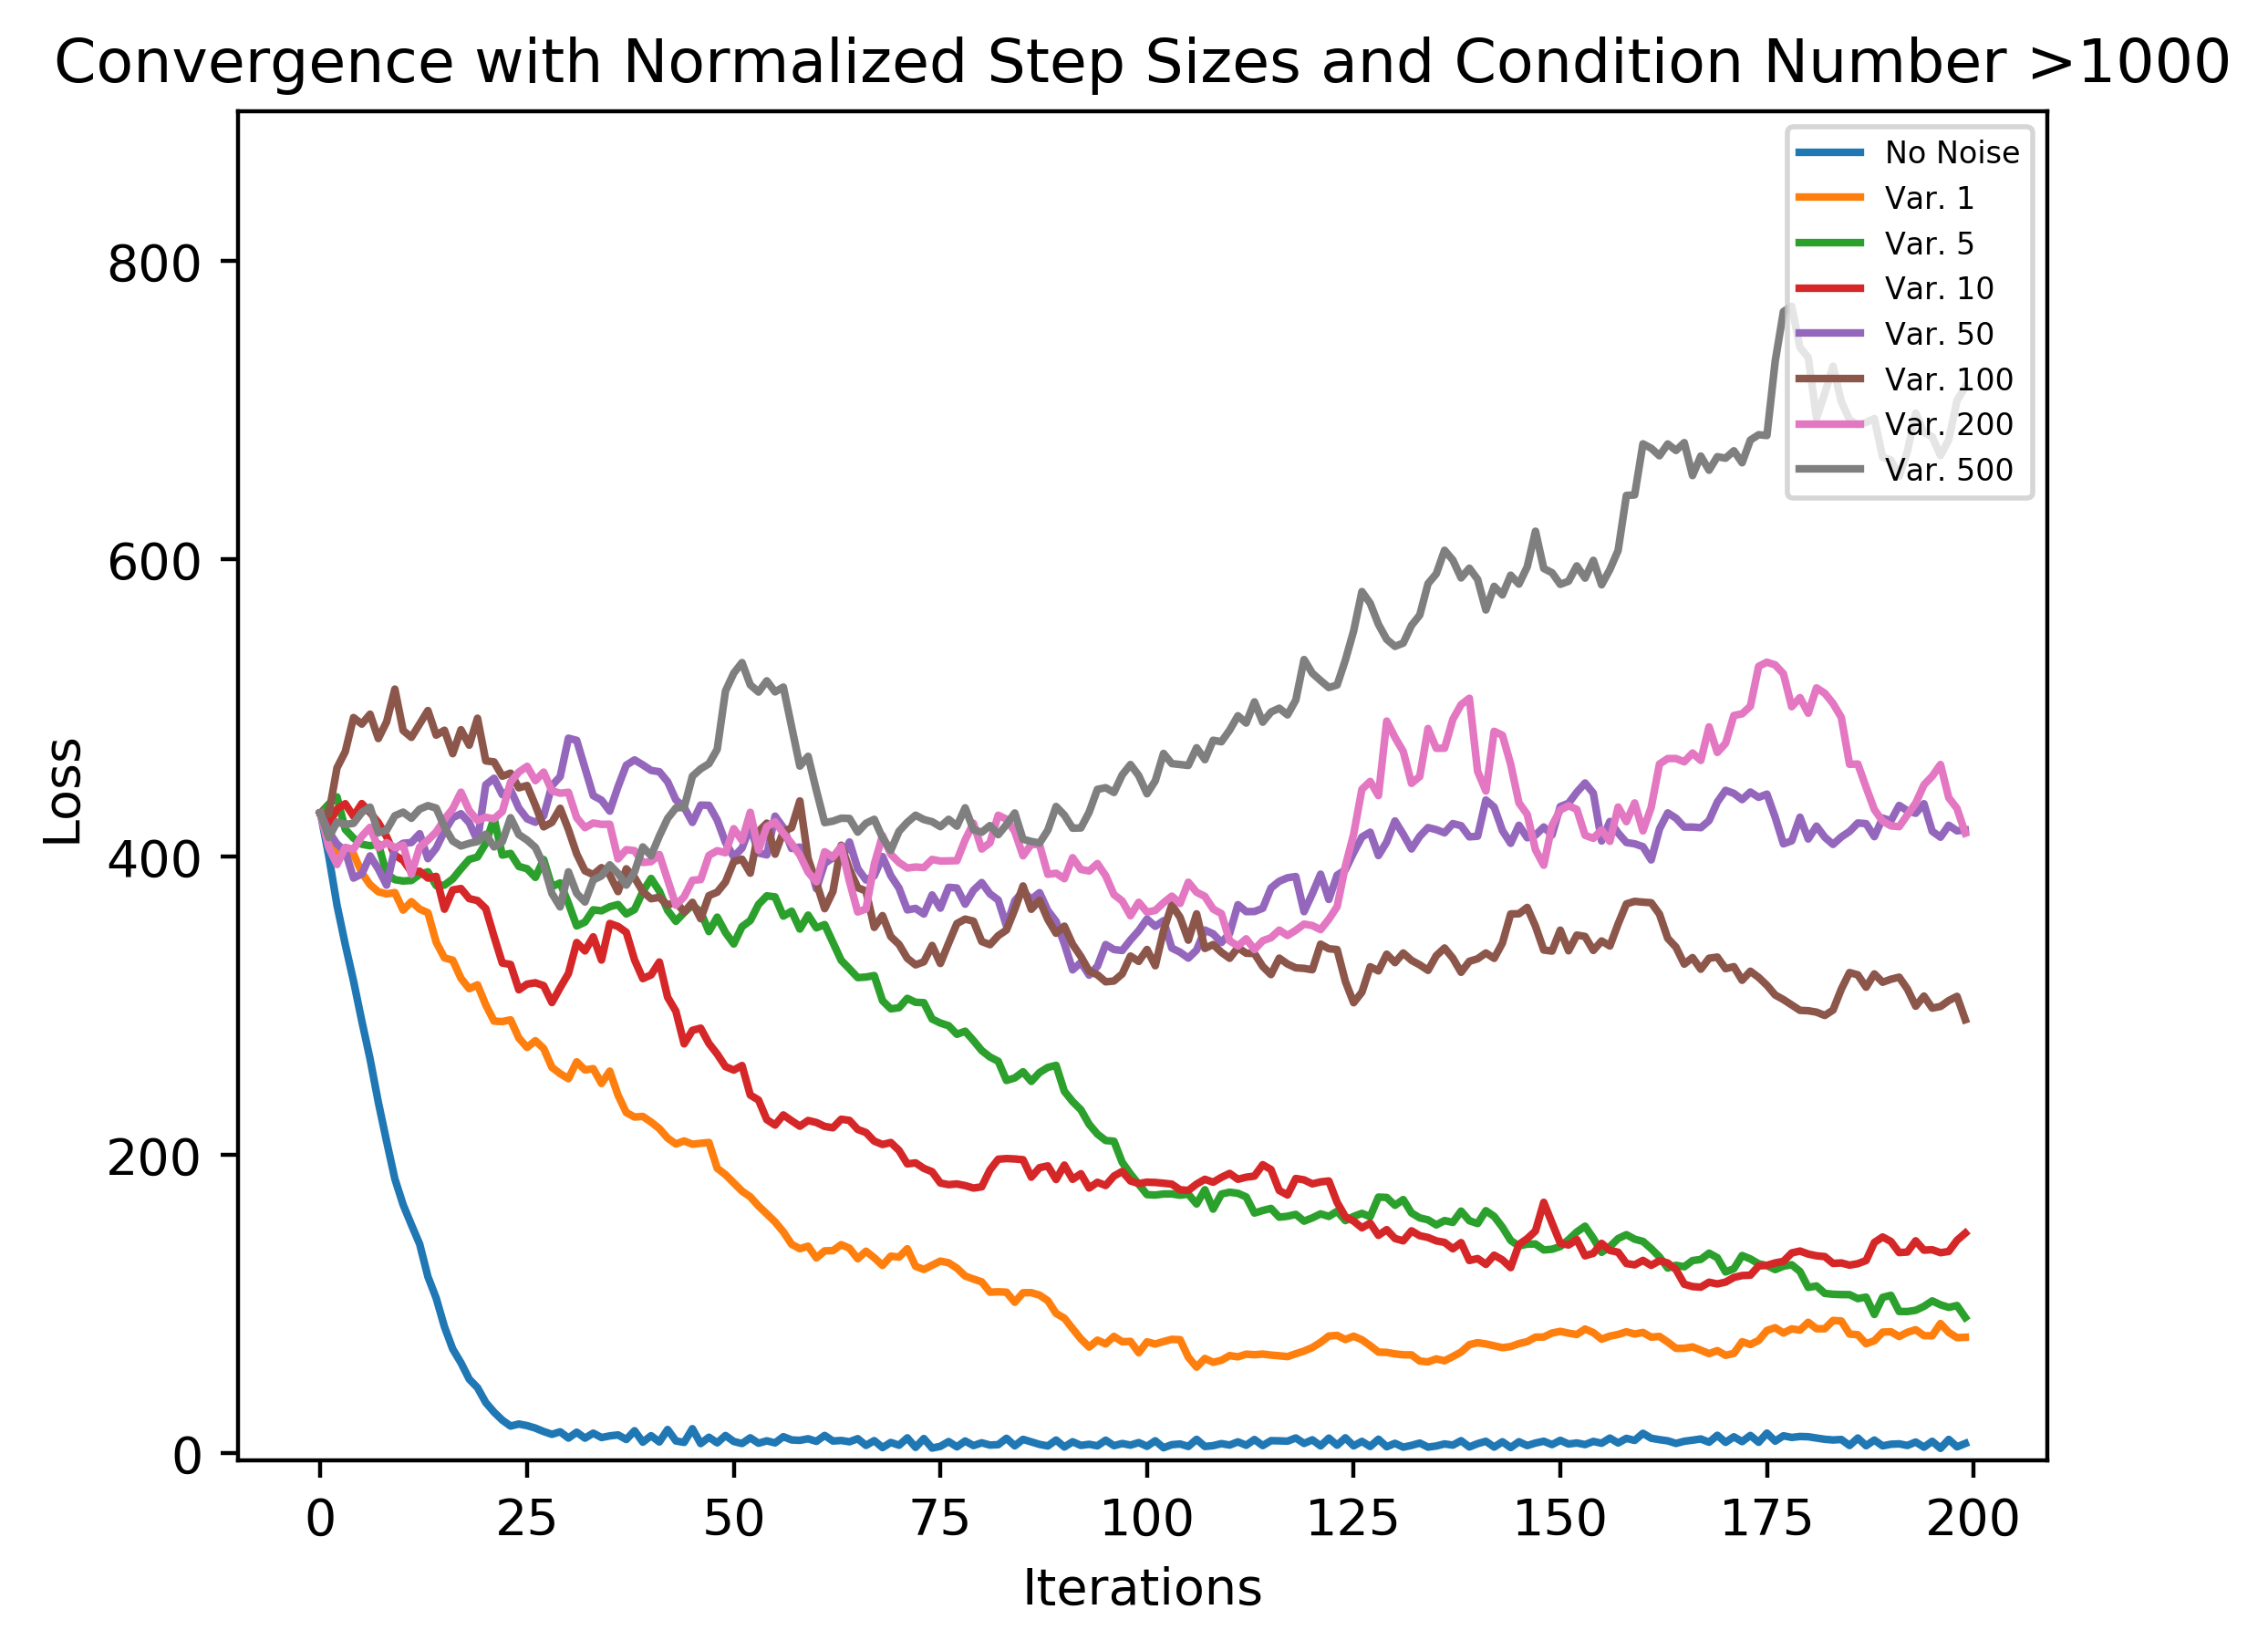 Convergence with Normalized Step Sizes and Condition Number >1000
No Noise
Var. 1
Var. 5
Var. 10
Var. 50
Var. 100
Var. 200
Var. 500
800
600
400
200
0
Loss
0 25 50 75 100 125 150 175 200
Iterations